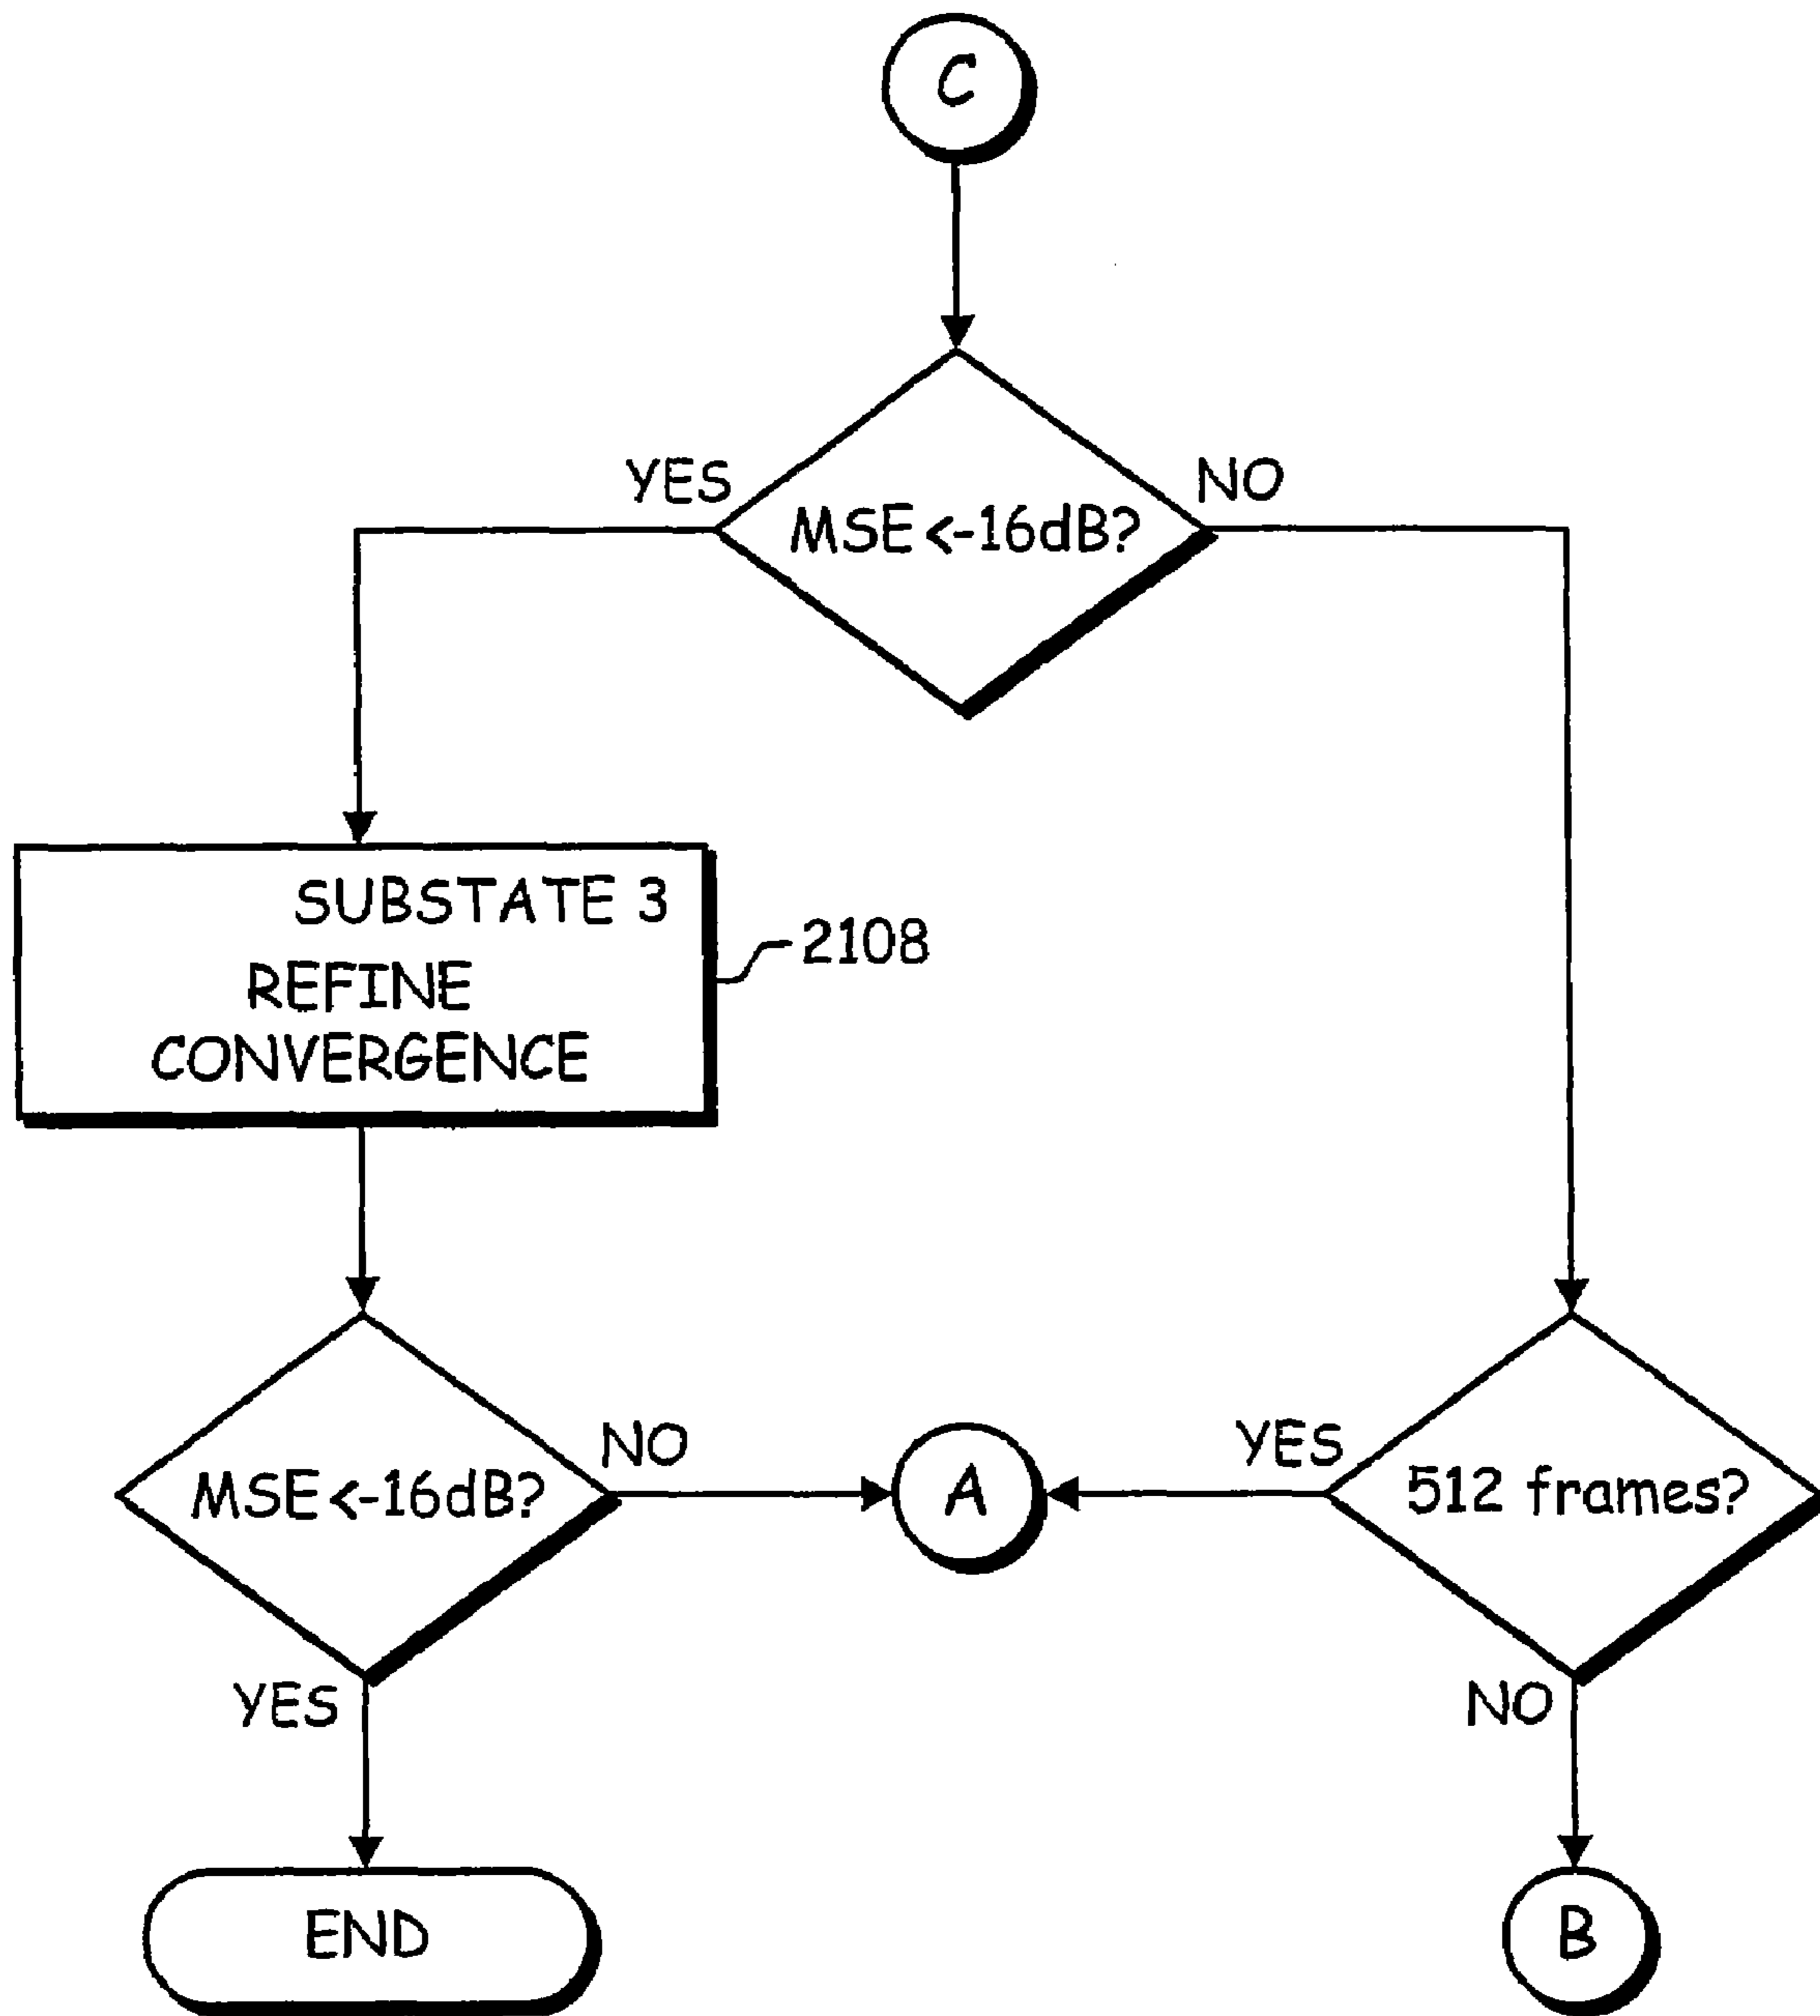 C
YES
NO
MSE <-16dB?
SUBSTATE 3
REFINE
CONVERGENCE
2108
NO
YES
MSE <-16dB?
A
512 frames?
YES
NO
END
B